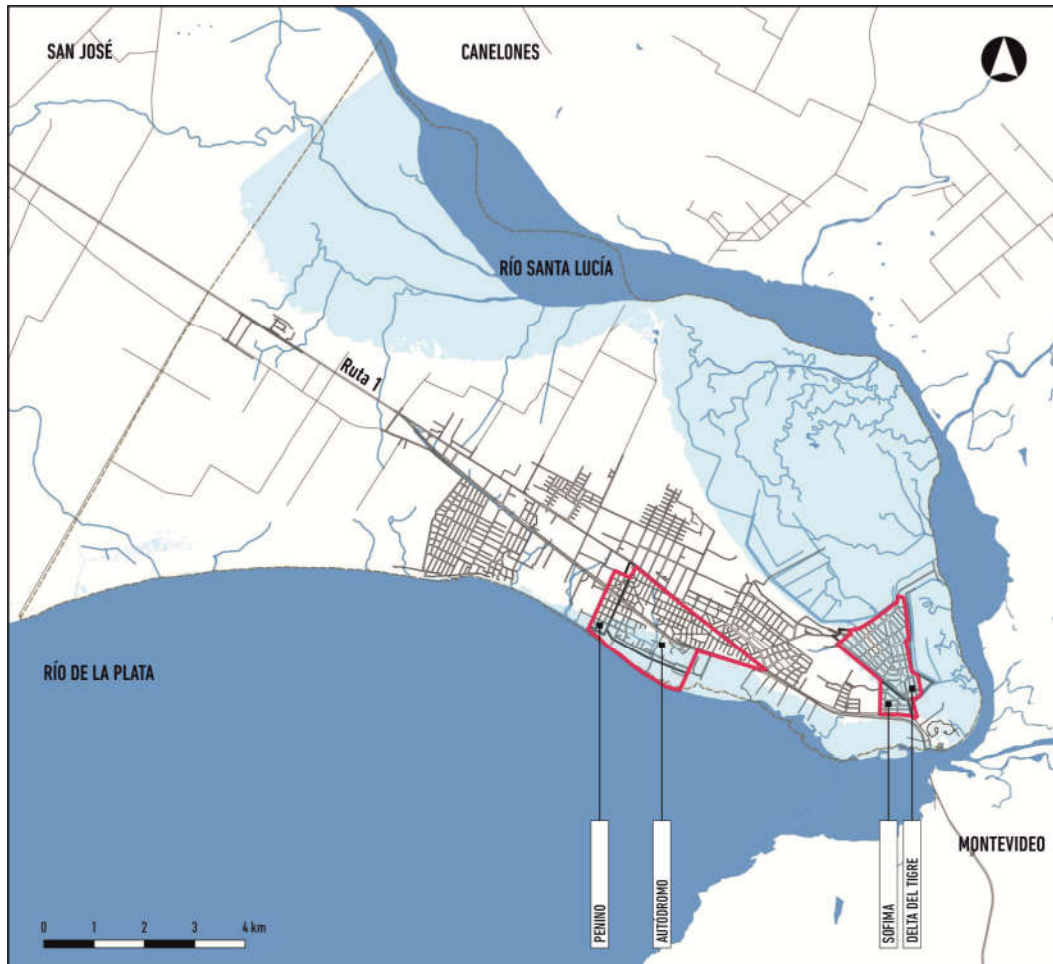 SAN JOSÉ
CANELONES
RÍO SANTA LUCÍA
Ruta 1
RÍO DE LA PLATA
MONTEVIDEO
PENINO
AUTÓDROMO
SOFIMA
DELTA DEL TIGRE
0 1 2 3 4 km